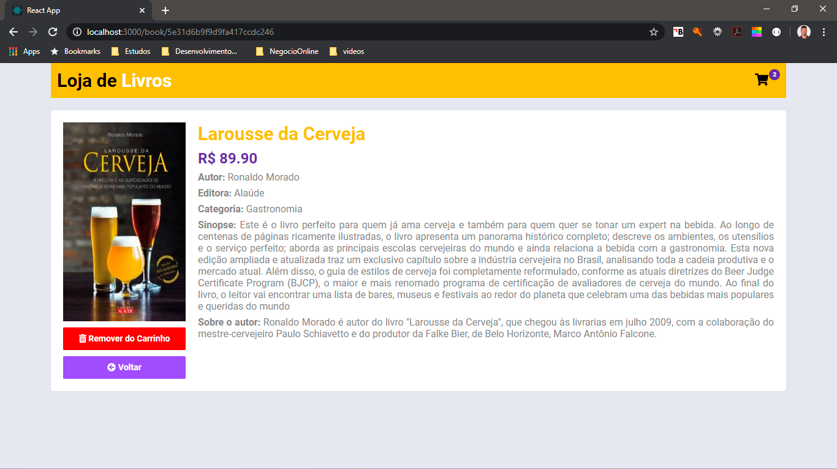 React App
localhost:3000/book/5e31d6b9f9d9fa417ccdc246
Apps Bookmarks Estudos Desenvolvimento... NegocioOnline videos
Loja de Livros
2
Ronaldo Morado
LAROUSSE DA
CERVEJA
ALAÚDE
Remover do Carrinho
Voltar
Larousse da Cerveja
R$ 89.90
Autor: Ronaldo Morado
Editora: Alaúde
Categoria: Gastronomia
Sinopse: Este é o livro perfeito para quem já ama cerveja e também para quem quer se tonar um expert na bebida. Ao longo de
centenas de páginas ricamente ilustradas, o livro apresenta um panorama histórico completo; descreve os ambientes, os utensílios
e o serviço perfeito; aborda as principais escolas cervejeiras do mundo e ainda relaciona a bebida com a gastronomia. Esta nova
edição ampliada e atualizada traz um exclusivo capítulo sobre a indústria cervejeira no Brasil, analisando toda a cadeia produtiva e o
mercado atual. Além disso, o guia de estilos de cerveja foi completamente reformulado, conforme as atuais diretrizes do Beer Judge
Certificate Program (BJCP), o maior e mais renomado programa de certificação de avaliadores de cerveja do mundo. Ao final do
livro, o leitor vai encontrar uma lista de bares, museus e festivais ao redor do planeta que celebram uma das bebidas mais populares
e queridas do mundo
Sobre o autor: Ronaldo Morado é autor do livro "Larousse da Cerveja", que chegou às livrarias em julho 2009, com a colaboração do
mestre-cervejeiro Paulo Schiavetto e do produtor da Falke Bier, de Belo Horizonte, Marco Antônio Falcone.